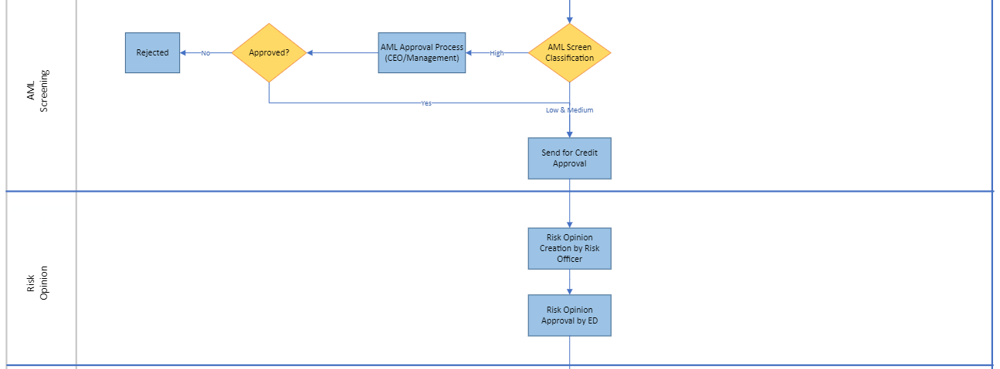 AML
Screening
Rejected
No
Approved?
AML Approval Process
(CEO/Management)
High
AML Screen
Classification
Yes
Low & Medium
Send for Credit
Approval
Risk
Opinion
Risk Opinion
Creation by Risk
Officer
Risk Opinion
Approval by ED